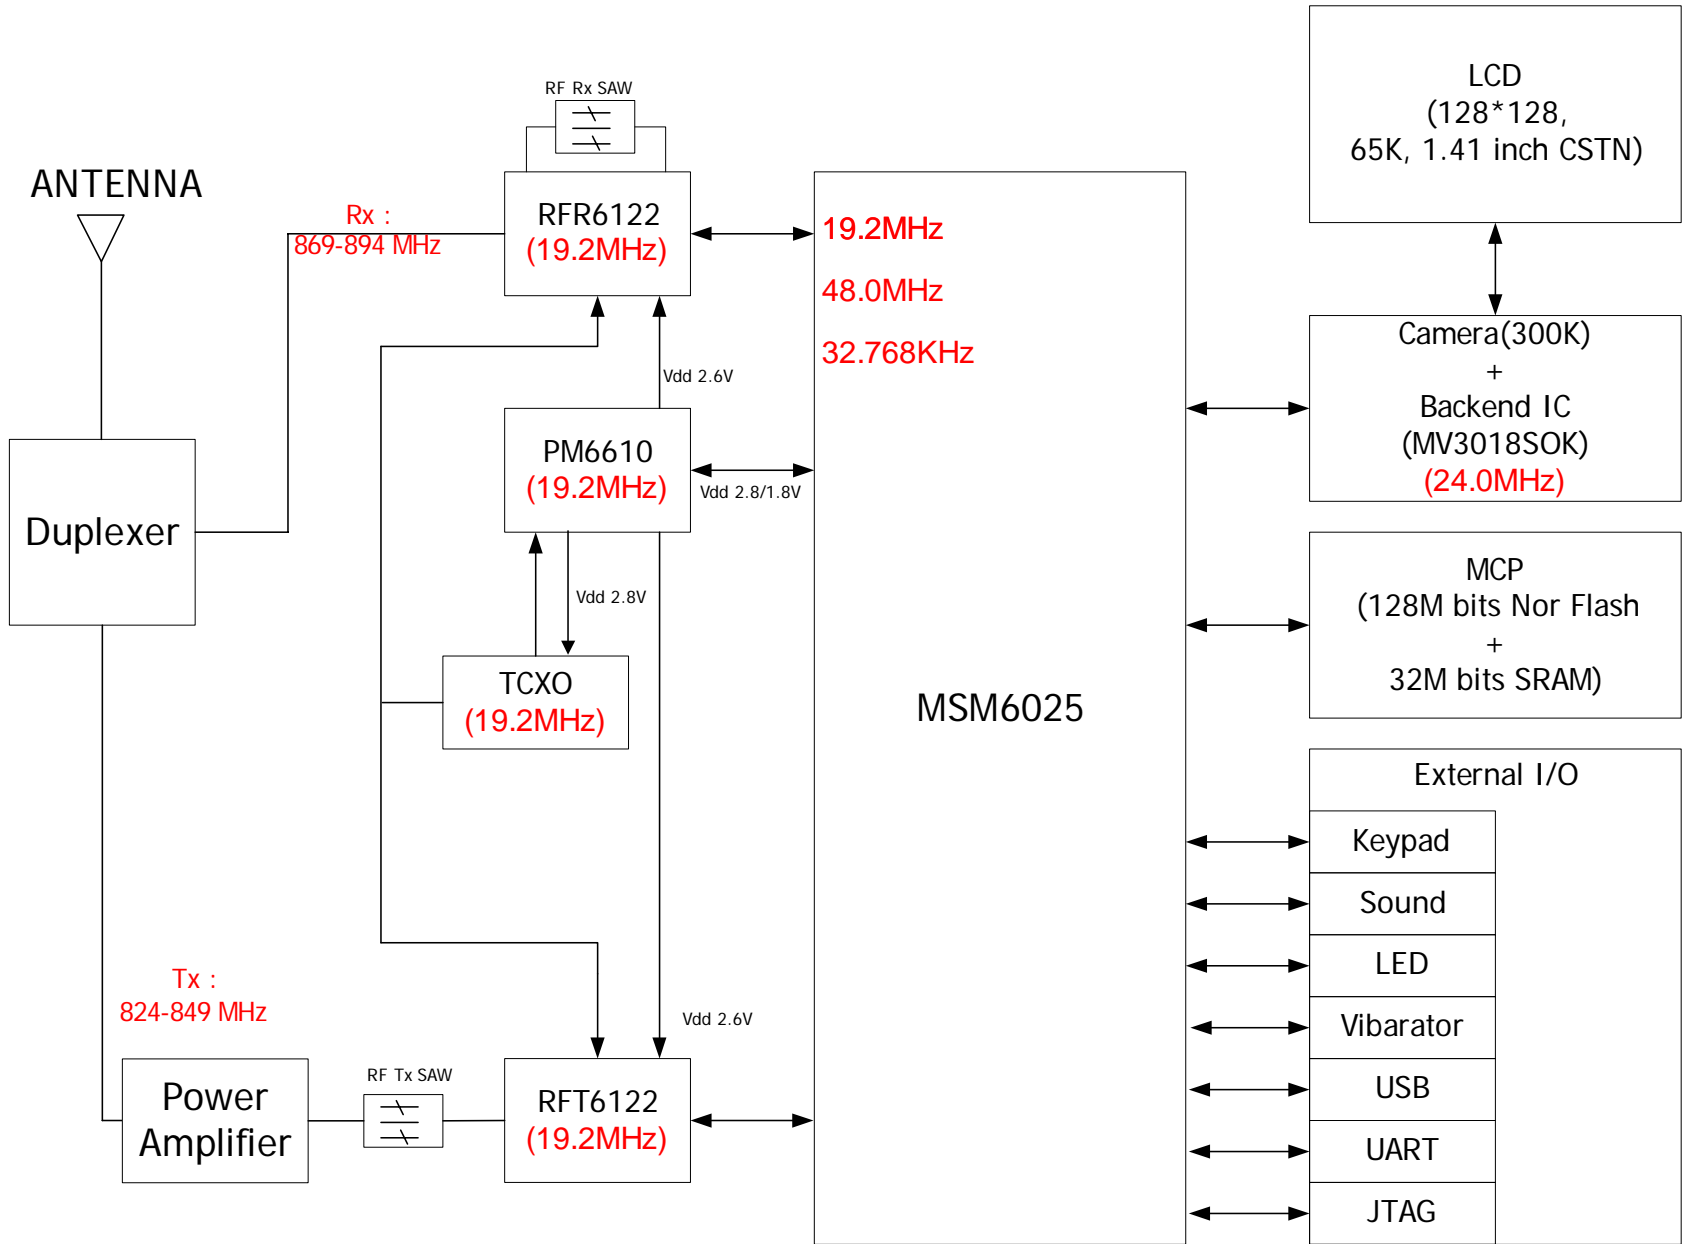 LCD
(128*128,
65K, 1.41 inch CSTN)
RF Rx SAW
ANTENNA
Rx :
869-894 MHz
RFR6122
(19.2MHz)
19.2MHz
48.0MHz
32.768KHz
Camera(300K)
+
Backend IC
(MV3018SOK)
(24.0MHz)
Vdd 2.6V
PM6610
(19.2MHz)
Vdd 2.8/1.8V
Duplexer
Vdd 2.8V
MCP
(128M bits Nor Flash
+
32M bits SRAM)
TCXO
(19.2MHz)
MSM6025
External I/O
Keypad
Sound
LED
Vibarator
USB
UART
JTAG
Tx :
824-849 MHz
Vdd 2.6V
Power
Amplifier
RF Tx SAW
RFT6122
(19.2MHz)